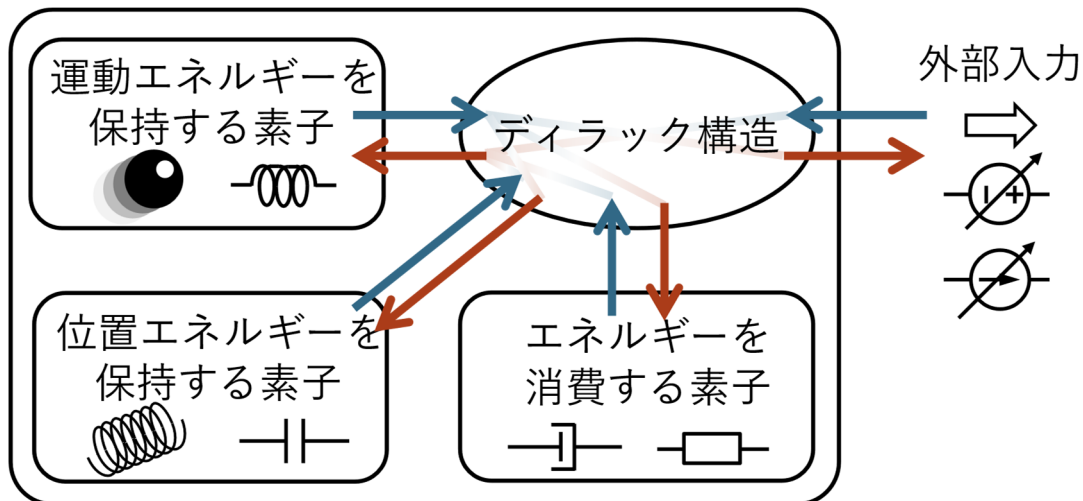 運動エネルギーを
保持する素子
ディラック構造
外部入力
位置エネルギーを
保持する素子
エネルギーを
消費する素子